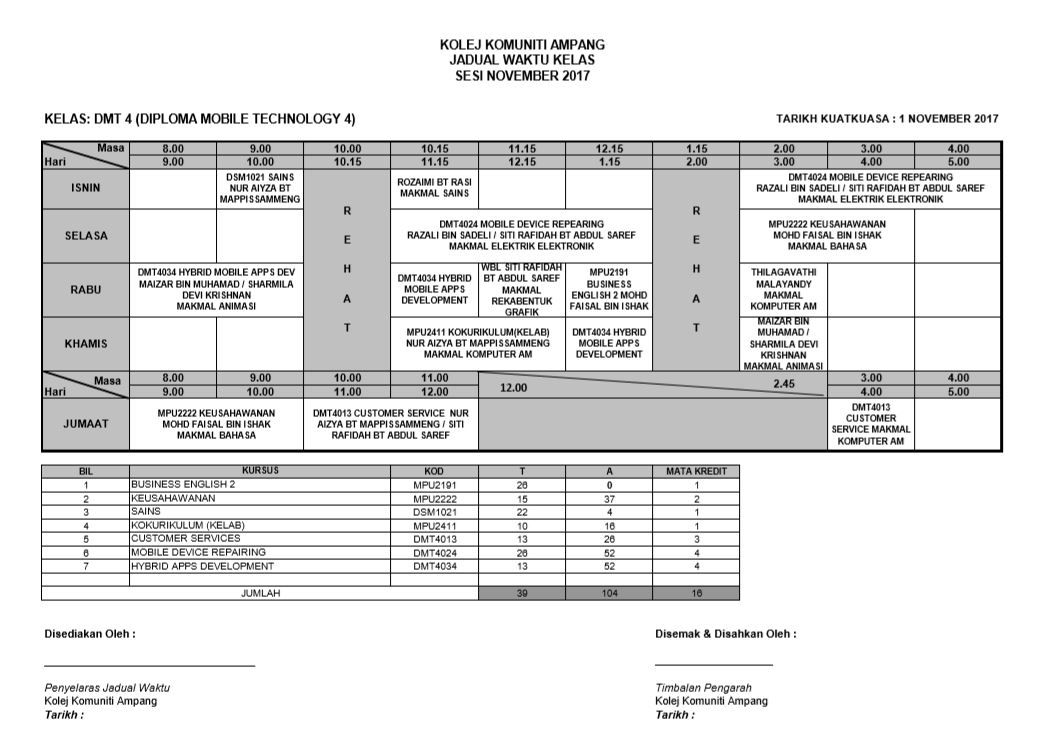 KOLEJ KOMUNITI AMPANG
JADUAL WAKTU KELAS
SESI NOVEMBER 2017
KELAS: DMT 4 (DIPLOMA MOBILE TECHNOLOGY 4)
TARIKH KUATKUASA : 1 NOVEMBER 2017
Masa 8.00 9.00 10.00 10.15 11.15 12.15 1.15 2.00 3.00 4.00
Hari 9.00 10.00 10.15 11.15 12.15 1.15 2.00 3.00 4.00 5.00
ISNIN
DSM1021 SAINS
NUR AIYZA BT
MAPPISSAMMENG
ROZAIMI BT RASI
MAKMAL SAINS
DMT4024 MOBILE DEVICE REPEARING
RAZALI BIN SADELI / SITI RAFIDAH BT ABDUL SAREF
MAKMAL ELEKTRIK ELEKTRONIK
R
E
H
A
T
R
E
H
A
T
SELASA
DMT4024 MOBILE DEVICE REPEARING
RAZALI BIN SADELI / SITI RAFIDAH BT ABDUL SAREF
MAKMAL ELEKTRIK ELEKTRONIK
MPU2222 KEUSAHAWANAN
MOHD FAISAL BIN ISHAK
MAKMAL BAHASA
RABU
DMT4034 HYBRID MOBILE APPS DEV
MAIZAR BIN MUHAMAD / SHARMILA
DEVI KRISHNAN
MAKMAL ANIMASI
DMT4034 HYBRID
MOBILE APPS
DEVELOPMENT
WBL SITI RAFIDAH
BT ABDUL SAREF
MAKMAL
REKABENTUK
GRAFIK
MPU2191
BUSINESS
ENGLISH 2 MOHD
FAISAL BIN ISHAK
THILAGAVATHI
MALAYANDY
MAKMAL
KOMPUTER AM
KHAMIS
MPU2411 KOKURIKULUM(KELAB)
NUR AIZYA BT MAPPISSAMMENG
MAKMAL KOMPUTER AM
DMT4034 HYBRID
MOBILE APPS
DEVELOPMENT
MAIZAR BIN
MUHAMAD /
SHARMILA DEVI
KRISHNAN
MAKMAL ANIMASI
Masa 8.00 9.00 10.00 11.00 12.00 2.45 3.00 4.00
Hari 9.00 10.00 11.00 12.00 4.00 5.00
JUMAAT
MPU2222 KEUSAHAWANAN
MOHD FAISAL BIN ISHAK
MAKMAL BAHASA
DMT4013 CUSTOMER SERVICE NUR
AIZYA BT MAPPISSAMMENG / SITI
RAFIDAH BT ABDUL SAREF
DMT4013
CUSTOMER
SERVICE MAKMAL
KOMPUTER AM
BIL KURSUS KOD T A MATA KREDIT
1 BUSINESS ENGLISH 2 MPU2191 26 0 1
2 KEUSAHAWANAN MPU2222 15 37 2
3 SAINS DSM1021 22 4 1
4 KOKURIKULUM (KELAB) MPU2411 10 16 1
5 CUSTOMER SERVICES DMT4013 13 26 3
6 MOBILE DEVICE REPAIRING DMT4024 26 52 4
7 HYBRID APPS DEVELOPMENT DMT4034 13 52 4
JUMLAH 39 104 16
Disediakan Oleh :
Disemak & Disahkan Oleh :
Penyelaras Jadual Waktu
Kolej Komuniti Ampang
Tarikh :
Timbalan Pengarah
Kolej Komuniti Ampang
Tarikh :